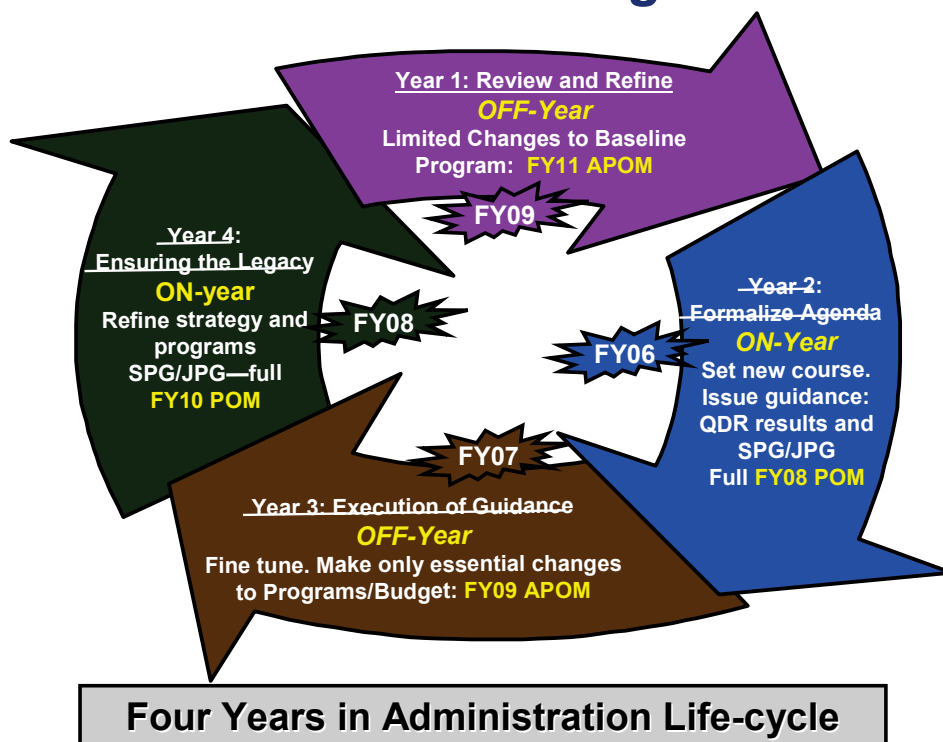 Year 1: Review and Refine
OFF-Year
Limited Changes to Baseline
Program: FY11 APOM
FY09
Year 2:
Formalize Agenda
ON-Year
Set new course.
Issue guidance:
QDR results and
SPG/JPG
Full FY08 POM
FY06
Year 3: Execution of Guidance
OFF-Year
Fine tune. Make only essential changes
to Programs/Budget: FY09 APOM
FY07
Year 4:
Ensuring the Legacy
ON-year
Refine strategy and
programs
SPG/JPG—full
FY10 POM
FY08
Four Years in Administration Life-cycle